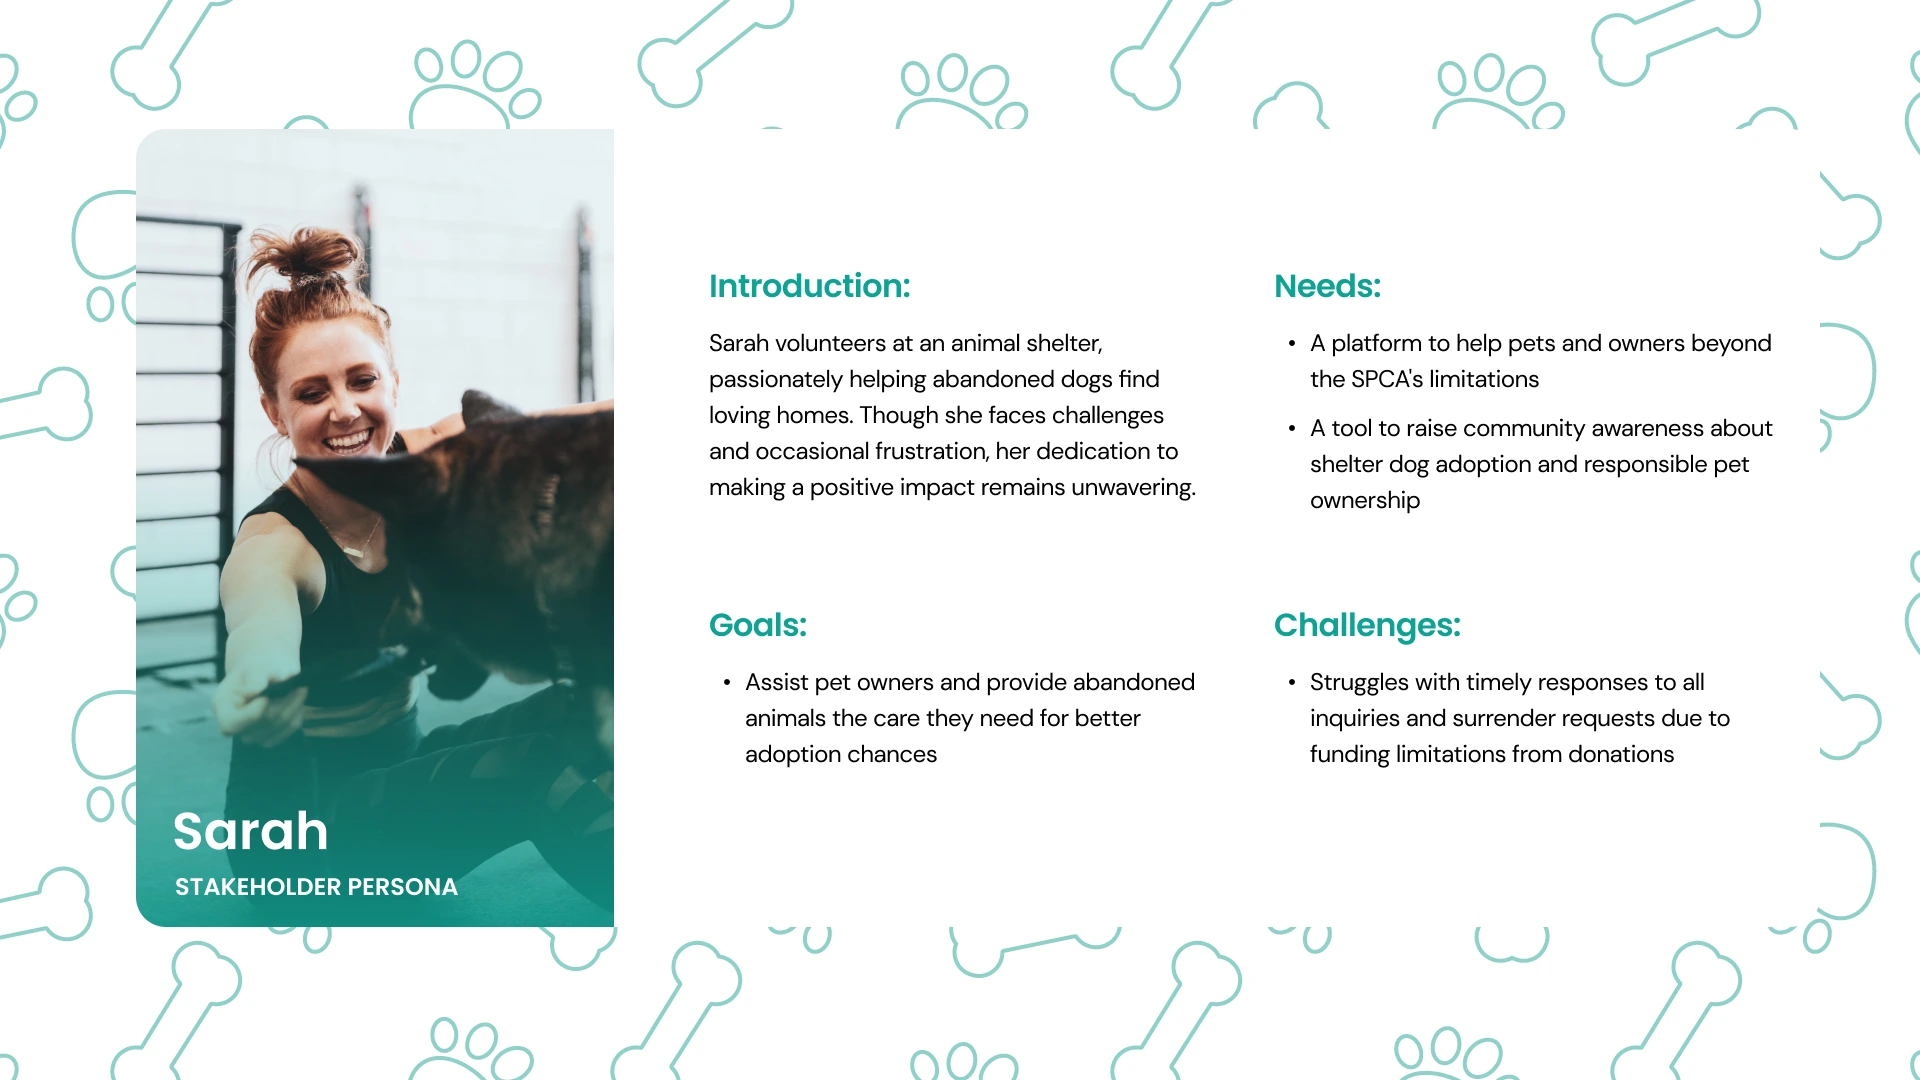 Sarah
STAKEHOLDER PERSONA
Introduction:
Sarah volunteers at an animal shelter,
passionately helping abandoned dogs find
loving homes. Though she faces challenges
and occasional frustration, her dedication to
making a positive impact remains unwavering.
Goals:
• Assist pet owners and provide abandoned
animals the care they need for better
adoption chances
Needs:
• A platform to help pets and owners beyond
the SPCA's limitations
• A tool to raise community awareness about
shelter dog adoption and responsible pet
ownership
Challenges:
• Struggles with timely responses to all
inquiries and surrender requests due to
funding limitations from donations